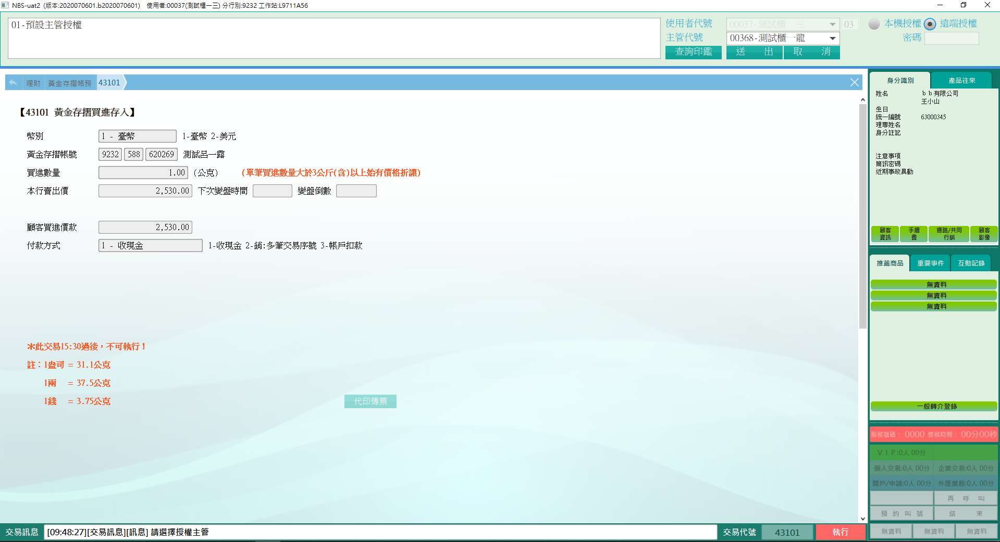 NBS-uat2 (版本:2020070601.b2020070601) 使用者:00037(測試櫃一三) 分行別:9232 工作站:L9711A56
01-預設主管授權
使用者代號 00037-測試櫃一三 03 本機授權 遠端授權
主管代號 00368-測試櫃一龍 密碼
查詢印鑑 送 出 取 消
理財 黃金存摺帳務 43101
【43101 黃金存摺買進存入】
幣別 1 - 臺幣 1-臺幣 2-美元
黃金存摺帳號 9232 588 620269 測試呂一露
買進數量 1.00 (公克) (單筆買進數量大於3公斤(含)以上始有價格折讓)
本行賣出價 2,530.00 下次變盤時間 變盤倒數
顧客買進價款 2,530.00
付款方式 1 - 收現金 1-收現金 2-銷:多筆交易序號 3-帳戶扣款
*此交易15:30過後,不可執行!
註:1盎司 = 31.1公克
1兩 = 37.5公克
1錢 = 3.75公克
代印傳票
身分識別 產品往來
姓名 bb有限公司
王小山
生日
統一編號 63000345
理專姓名
身分註記
注意事項
簡訊密碼
近期事故異動
顧客資訊 手續費 過路/共同行銷 顧客影像
推薦商品 重要事件 互動記錄
無資料
無資料
無資料
一般轉介登錄
服務號碼: 0000 等候時間: 00分00秒
VIP:0人 00分
個人交易:0人 00分 企業交易:0人 00分
開戶/申請:0人 00分 外匯業務:0人 00分
再 呼 叫
預 約 叫 號 結 束
無資料 無資料 無資料
交易訊息 [09:48:27][交易訊息][訊息] 請選擇授權主管 交易代號 43101 執行